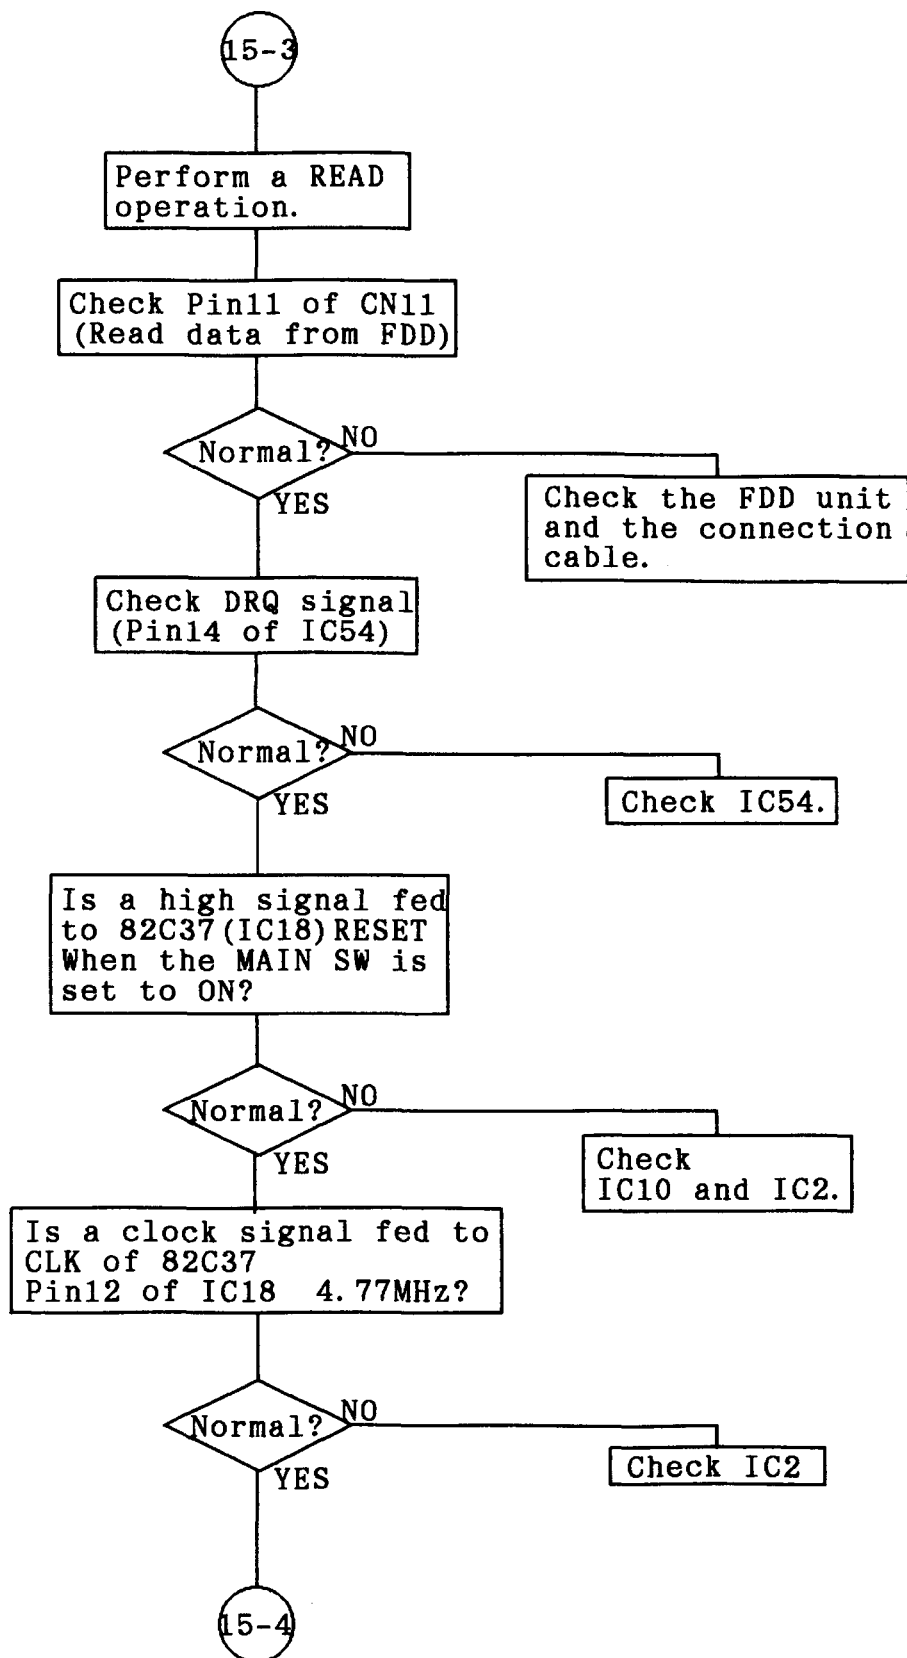 15-3
Perform a READ
operation.
Check Pin11 of CN11
(Read data from FDD)
Normal?
NO
YES
Check the FDD unit
and the connection
cable.
Check DRQ signal
(Pin14 of IC54)
Normal?
NO
YES
Check IC54.
Is a high signal fed
to 82C37(IC18)RESET
When the MAIN SW is
set to ON?
Normal?
NO
YES
Check
IC10 and IC2.
Is a clock signal fed to
CLK of 82C37
Pin12 of IC18 4.77MHz?
Normal?
NO
YES
Check IC2
15-4